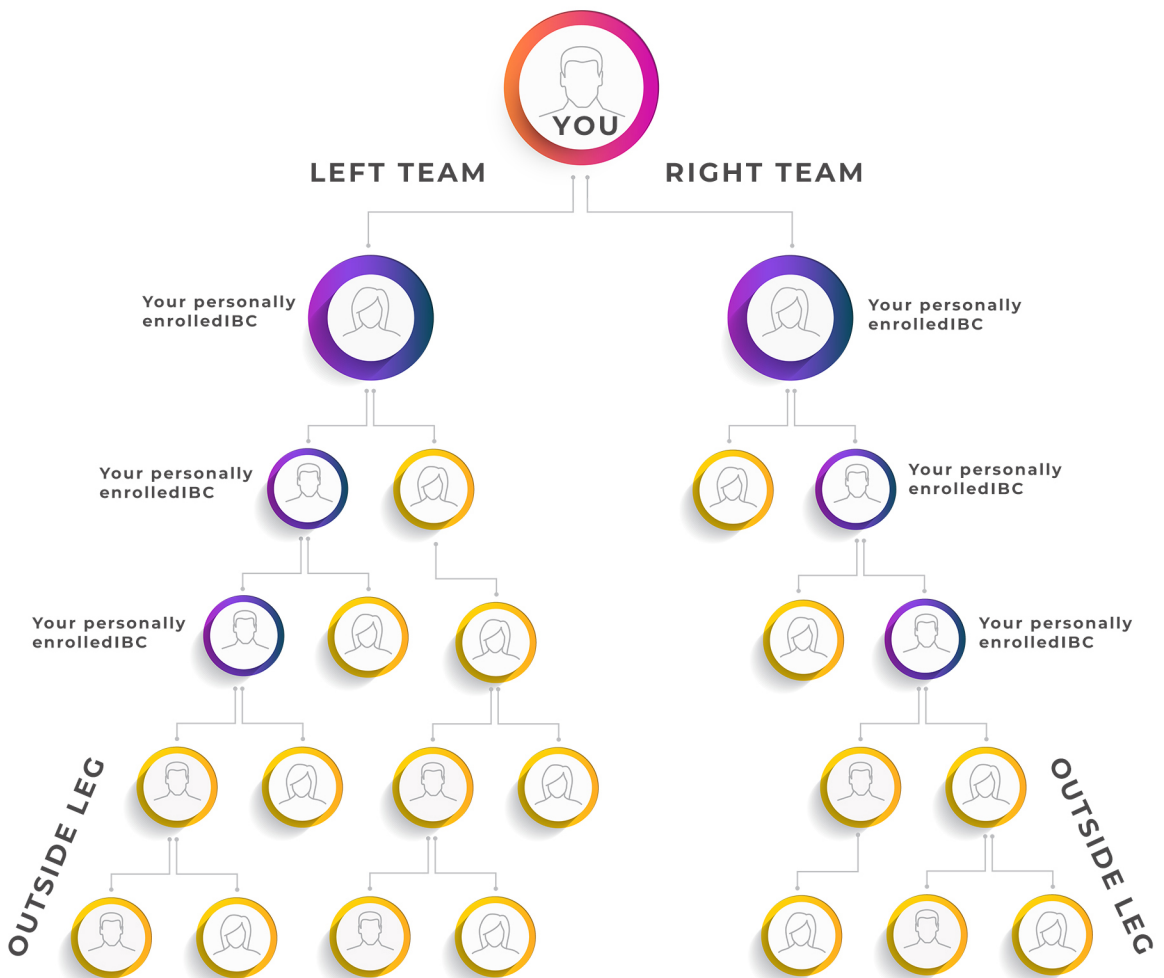 YOU
LEFT TEAM
RIGHT TEAM
Your personally
enrolledIBC
Your personally
enrolledIBC
Your personally
enrolledIBC
Your personally
enrolledIBC
Your personally
enrolledIBC
Your personally
enrolledIBC
OUTSIDE LEG
OUTSIDE LEG